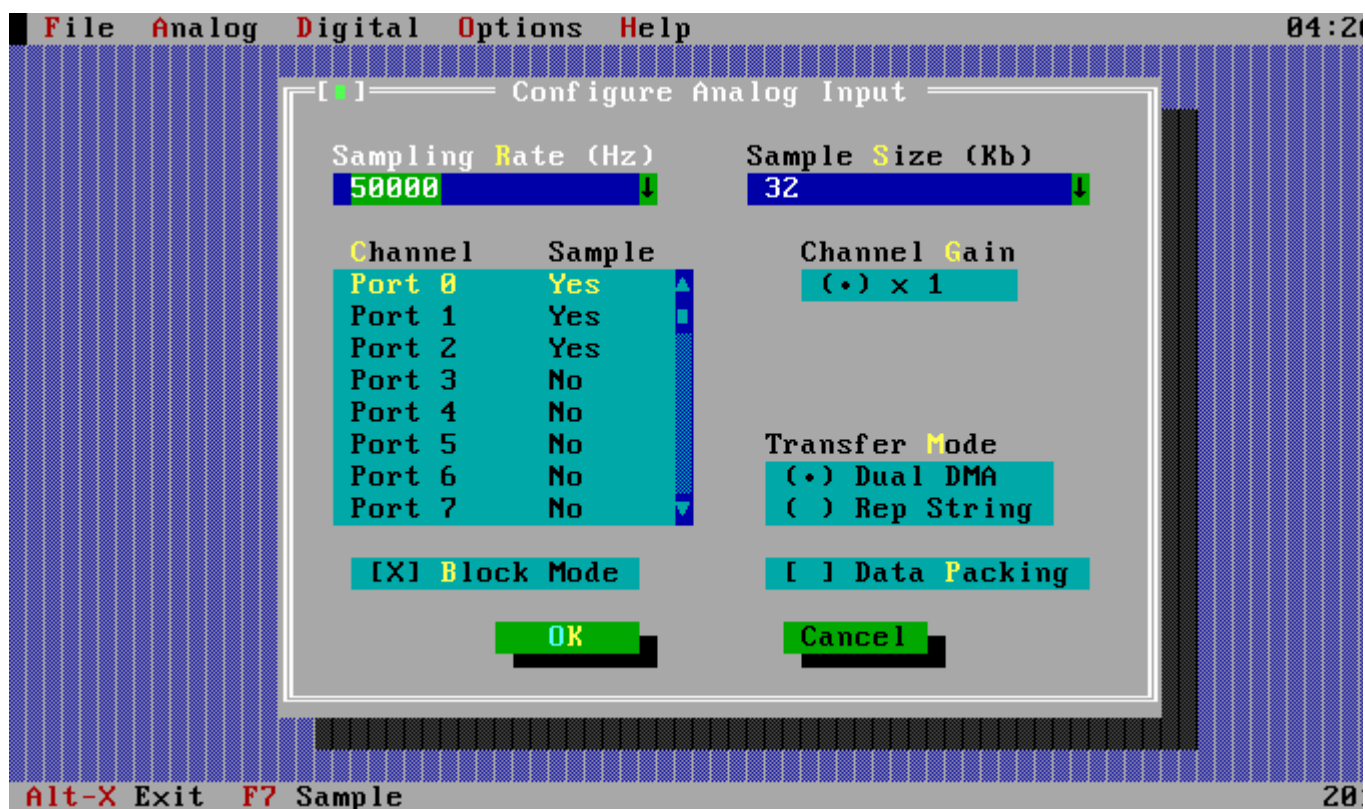 File Analog Digital Options Help 04:20
[■] Configure Analog Input
Sampling Rate (Hz) Sample Size (Kb)
50000 ↓ 32 ↓
Channel Sample Channel Gain
Port 0 Yes (•) x 1
Port 1 Yes
Port 2 Yes
Port 3 No
Port 4 No
Port 5 No Transfer Mode
Port 6 No (•) Dual DMA
Port 7 No ( ) Rep String
[X] Block Mode [ ] Data Packing
OK Cancel
Alt-X Exit F7 Sample 20